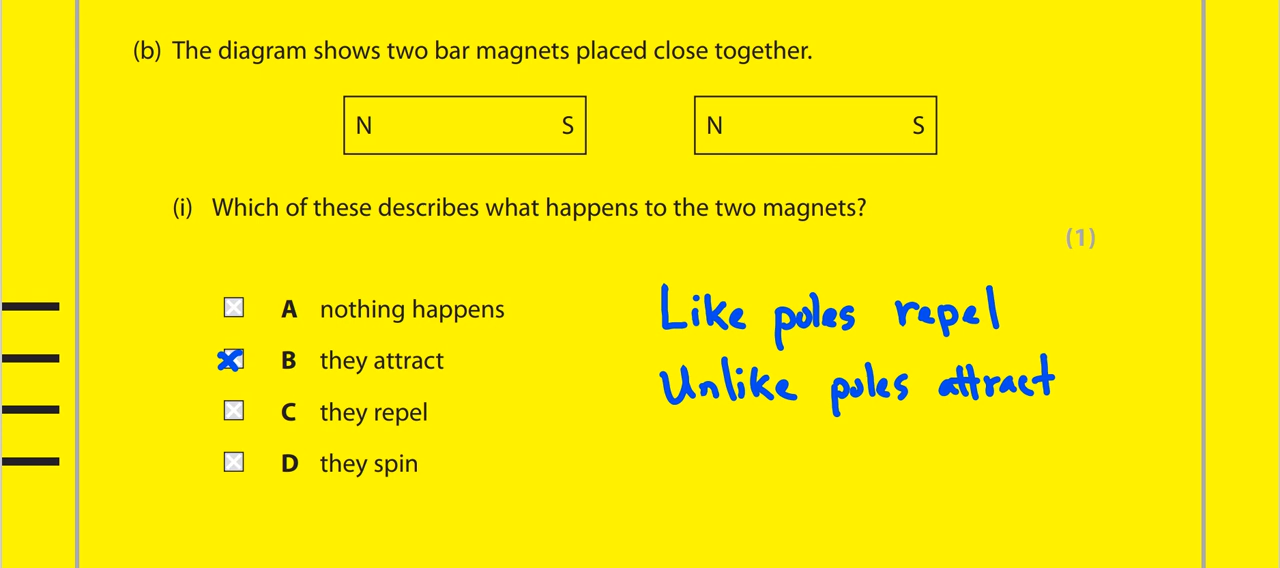 (b) The diagram shows two bar magnets placed close together.
N S N S
(i) Which of these describes what happens to the two magnets?
(1)
A nothing happens
B they attract
C they repel
D they spin
Like poles repel
Unlike poles attract